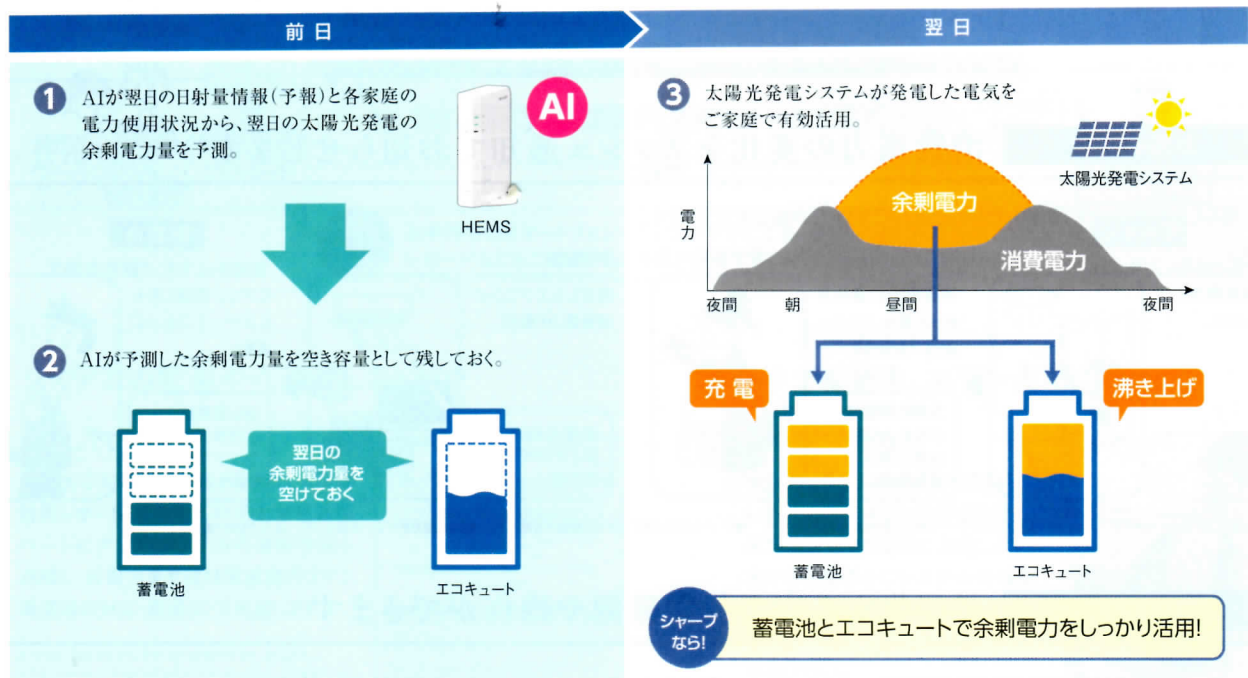 前日
翌日
1 AIが翌日の日射量情報(予報)と各家庭の
電力使用状況から、翌日の太陽光発電の
余剰電力量を予測。
AI
HEMS
2 AIが予測した余剰電力量を空き容量として残しておく。
翌日の
余剰電力量を
空けておく
蓄電池
エコキュート
3 太陽光発電システムが発電した電気を
ご家庭で有効活用。
太陽光発電システム
電力
余剰電力
消費電力
夜間
朝
昼間
夜間
充電
沸き上げ
蓄電池
エコキュート
シャープ
なら!
蓄電池とエコキュートで余剰電力をしっかり活用!